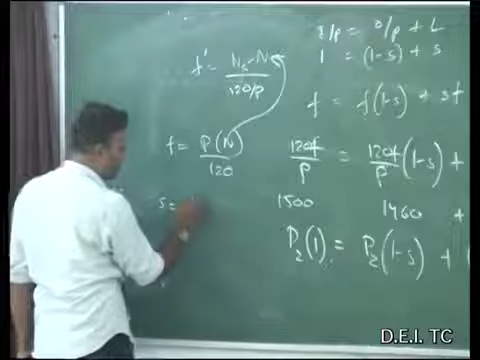 f' = Ns-N / 120/p
f = P(N) / 120
s =
i/p = o/p + L
1 = (1-s) + s
f = f(1-s) + sf
120f/P = 120f/P (1-s) +
1500 1460 +
P₂(1) = P₂(1-s) +
D.E.I. TC